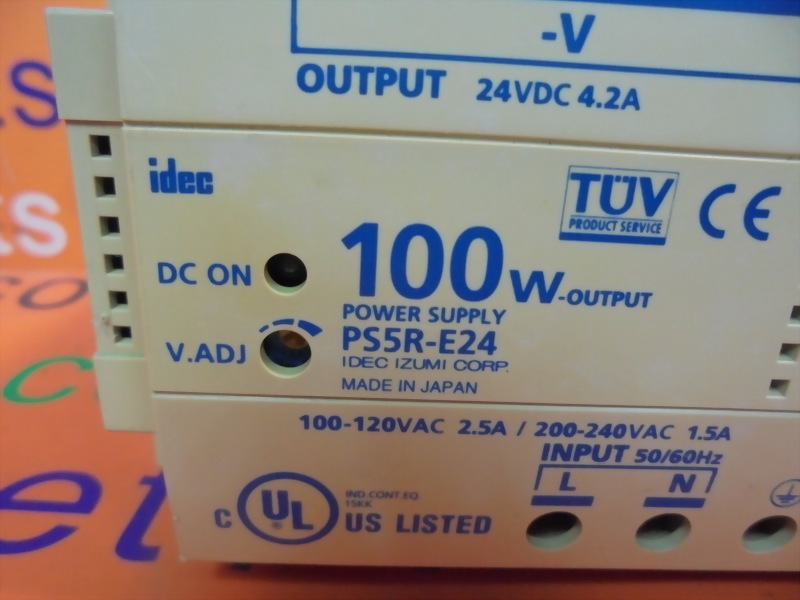 -V
OUTPUT 24VDC 4.2A
idec
TÜV
PRODUCT SERVICE
CE
DC ON
100W-OUTPUT
POWER SUPPLY
V.ADJ
PS5R-E24
IDEC IZUMI CORP.
MADE IN JAPAN
100-120VAC 2.5A / 200-240VAC 1.5A
INPUT 50/60Hz
L N
IND.CONT.EQ.
15KK
C UL US LISTED